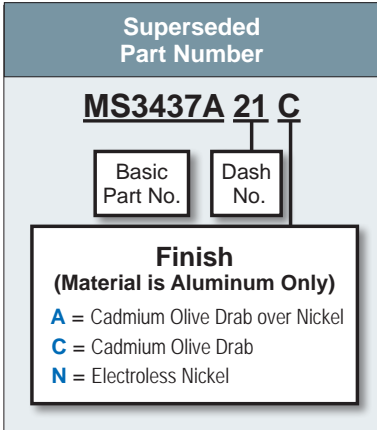 Superseded
Part Number
MS3437A 21 C
Basic
Part No.
Dash
No.
Finish
(Material is Aluminum Only)
A = Cadmium Olive Drab over Nickel
C = Cadmium Olive Drab
N = Electroless Nickel